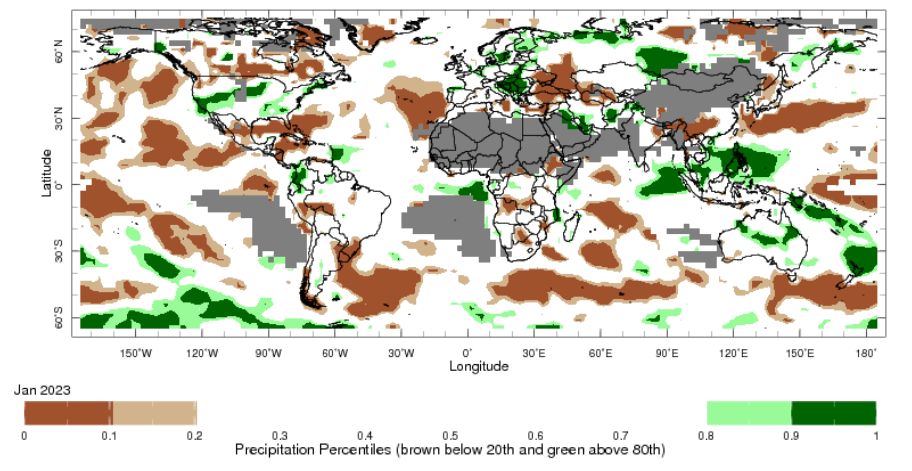 Latitude
60°N
30°N
0°
30°S
60°S
150°W 120°W 90°W 60°W 30°W 0° 30°E 60°E 90°E 120°E 150°E 180°
Longitude
Jan 2023
0 0.1 0.2 0.3 0.4 0.5 0.6 0.7 0.8 0.9 1
Precipitation Percentiles (brown below 20th and green above 80th)